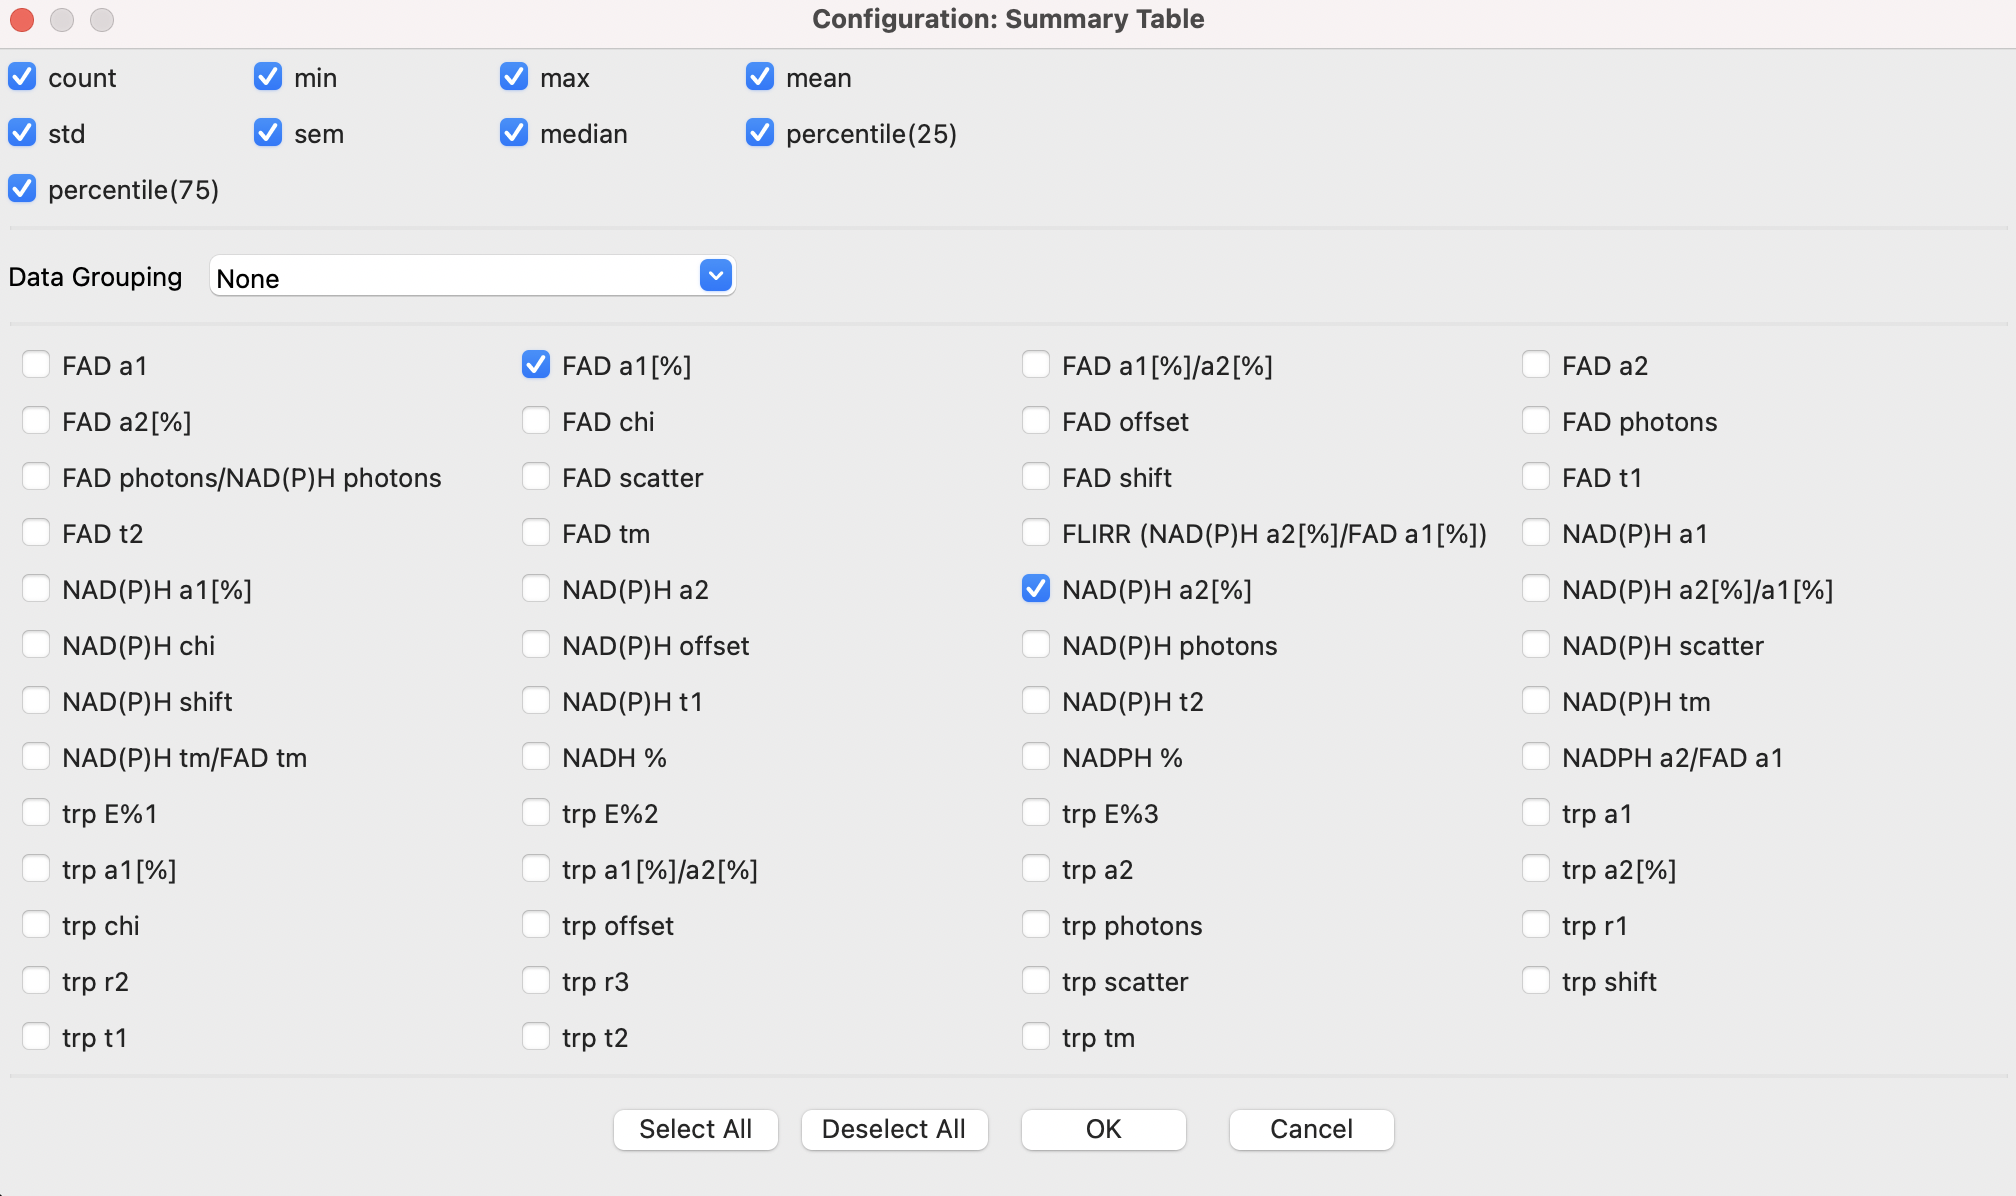 Configuration: Summary Table
count min max mean
std sem median percentile(25)
percentile(75)
Data Grouping None
FAD a1 FAD a1[%] FAD a1[%]/a2[%] FAD a2
FAD a2[%] FAD chi FAD offset FAD photons
FAD photons/NAD(P)H photons FAD scatter FAD shift FAD t1
FAD t2 FAD tm FLIRR (NAD(P)H a2[%]/FAD a1[%]) NAD(P)H a1
NAD(P)H a1[%] NAD(P)H a2 NAD(P)H a2[%] NAD(P)H a2[%]/a1[%]
NAD(P)H chi NAD(P)H offset NAD(P)H photons NAD(P)H scatter
NAD(P)H shift NAD(P)H t1 NAD(P)H t2 NAD(P)H tm
NAD(P)H tm/FAD tm NADH % NADPH % NADPH a2/FAD a1
trp E%1 trp E%2 trp E%3 trp a1
trp a1[%] trp a1[%]/a2[%] trp a2 trp a2[%]
trp chi trp offset trp photons trp r1
trp r2 trp r3 trp scatter trp shift
trp t1 trp t2 trp tm
Select All Deselect All OK Cancel